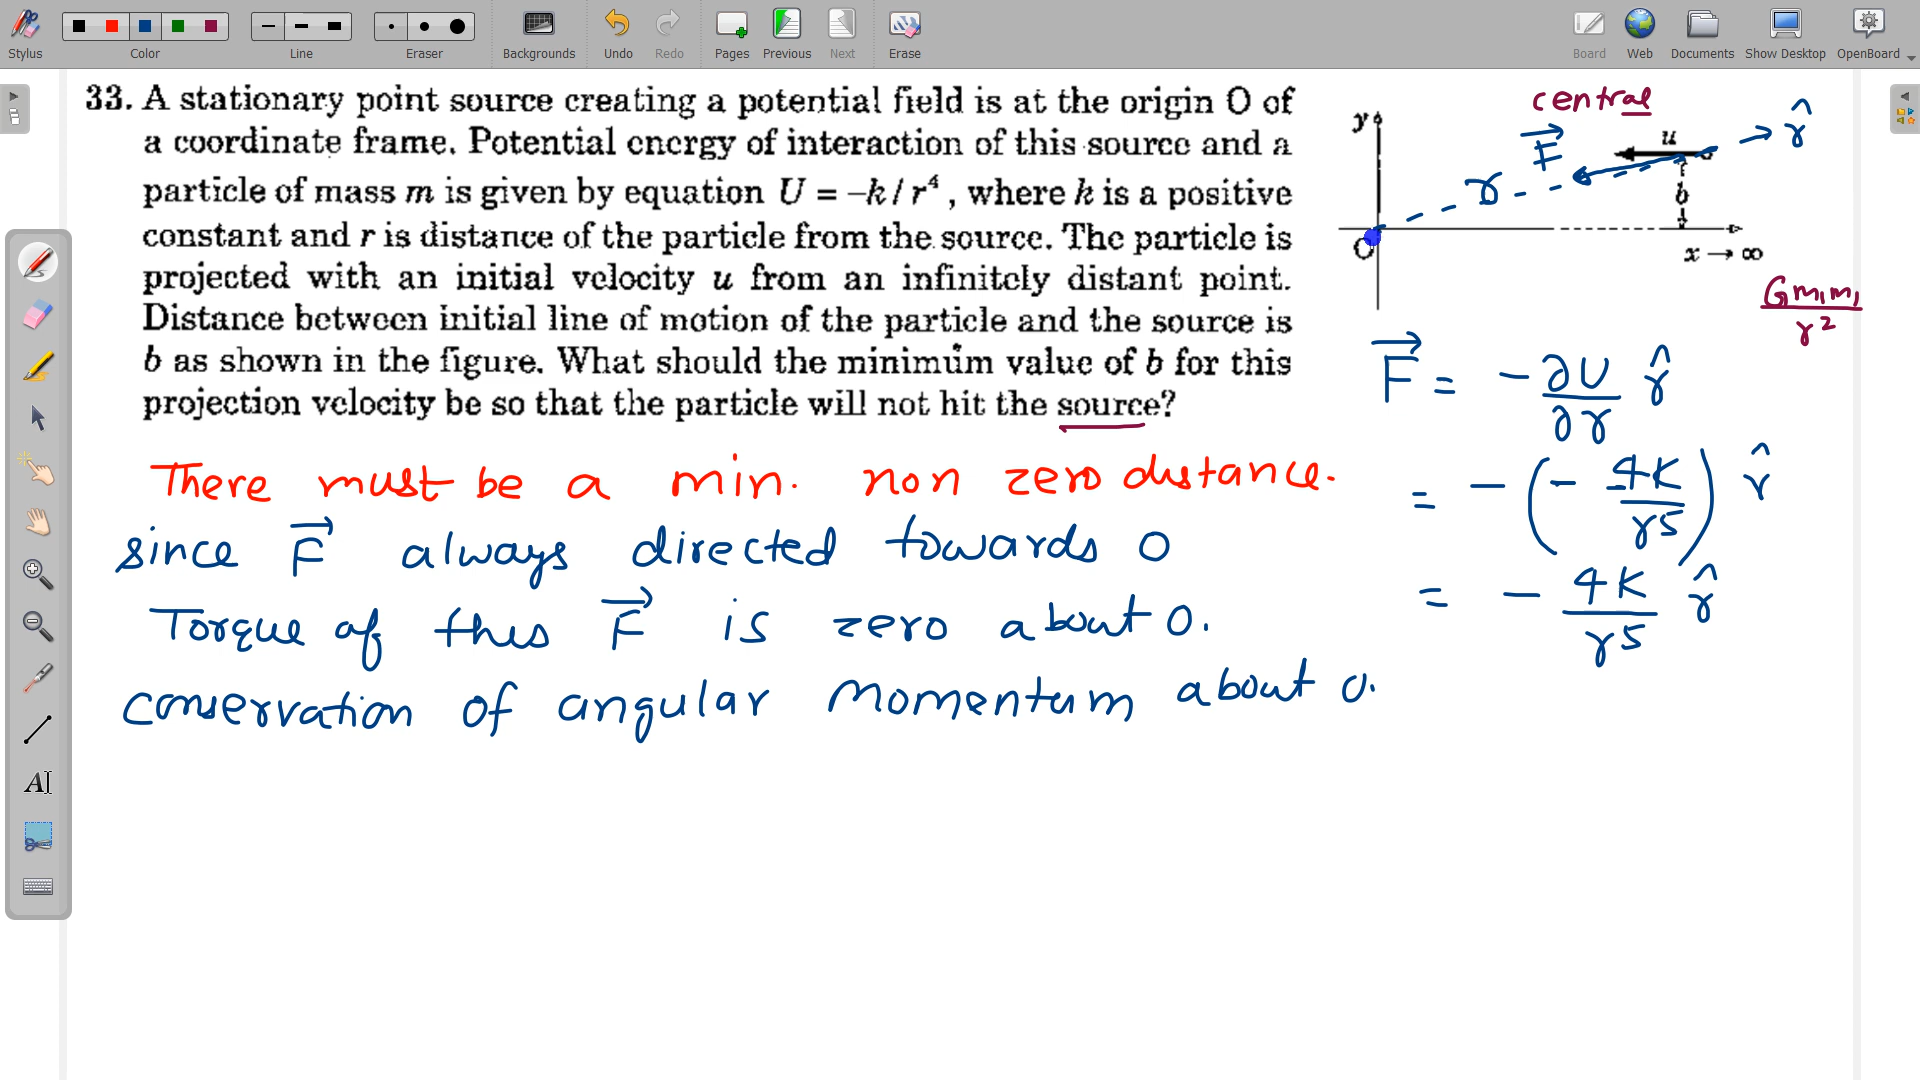 Stylus Color Line Eraser Backgrounds Undo Redo Pages Previous Next Erase Board Web Documents Show Desktop OpenBoard
33. A stationary point source creating a potential field is at the origin O of
a coordinate frame. Potential energy of interaction of this source and a
particle of mass m is given by equation U = –k / r⁴ , where k is a positive
constant and r is distance of the particle from the source. The particle is
projected with an initial velocity u from an infinitely distant point.
Distance between initial line of motion of the particle and the source is
b as shown in the figure. What should the minimum value of b for this
projection velocity be so that the particle will not hit the source?
central
y
u
r̂
F⃗
r
b
O
x → ∞
G m₁ m₁ / r²
F⃗ = - ∂U/∂r r̂
= - (- -4K/r5) r̂
= - 4K/r5 r̂
There must be a min. non zero distance.
since F⃗ always directed towards O
Torque of this F⃗ is zero about O.
conservation of angular momentum about O.
AI